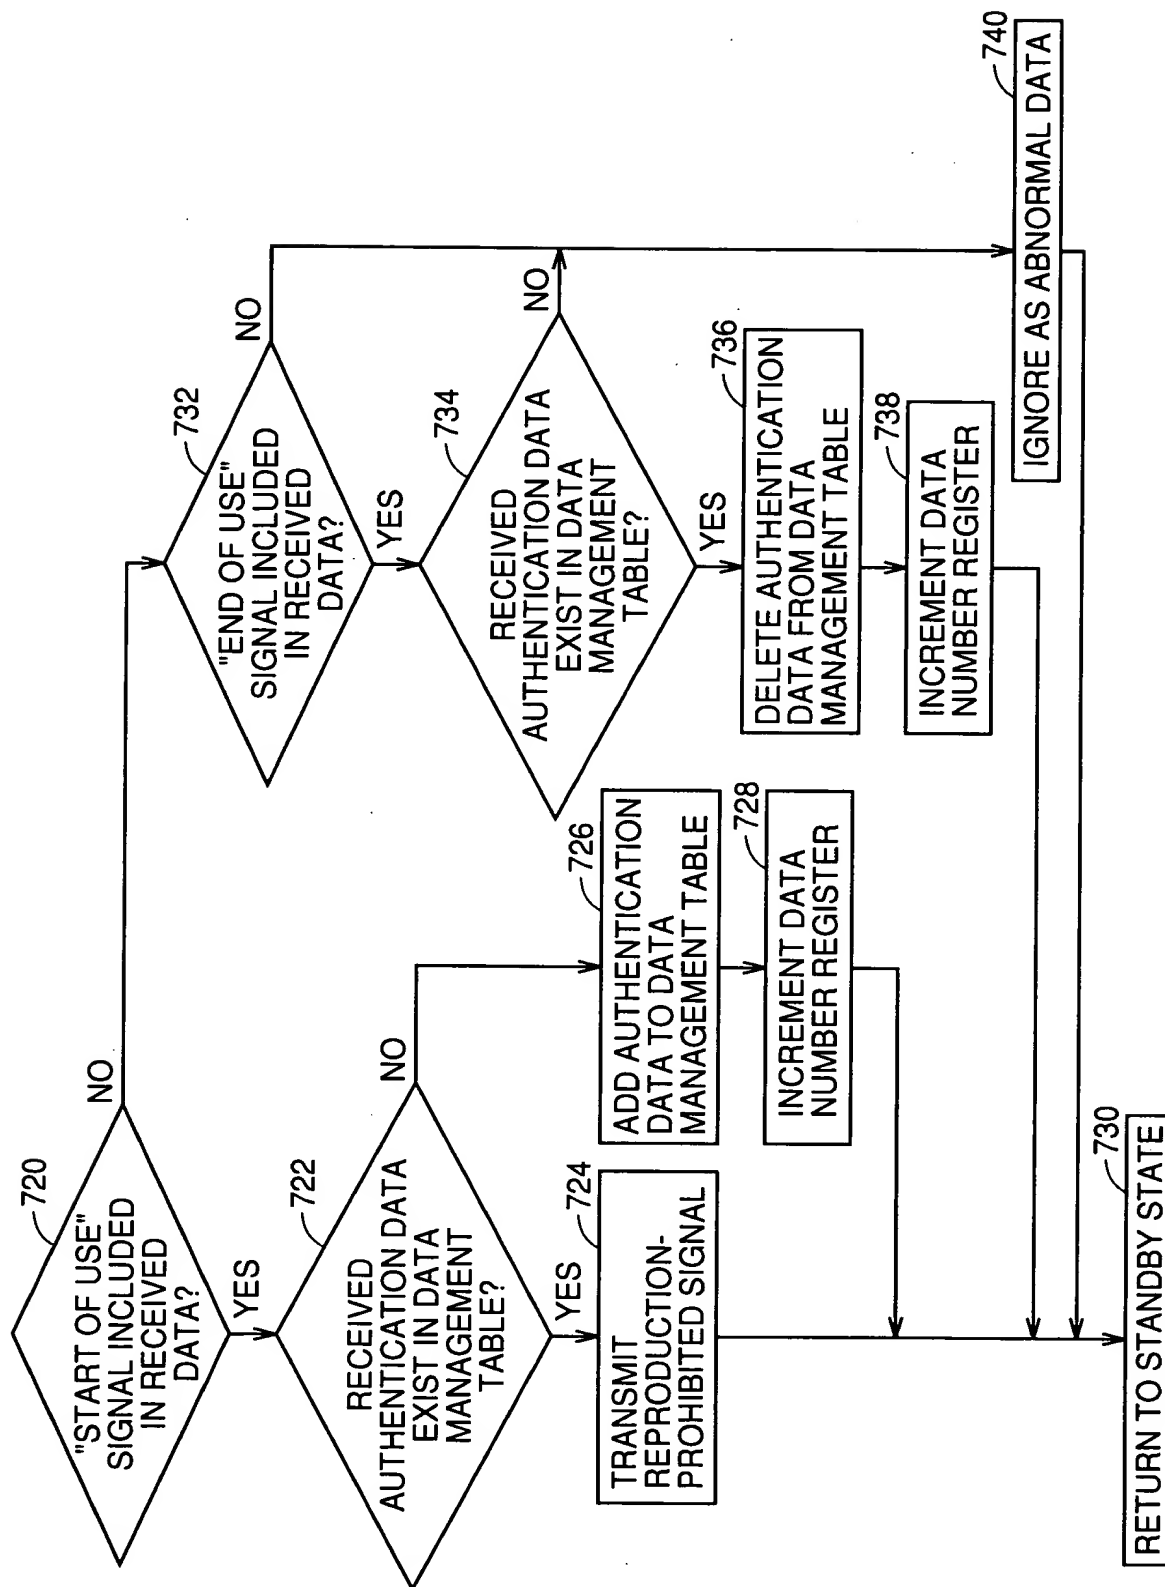 720
"START OF USE"
SIGNAL INCLUDED
IN RECEIVED
DATA?
NO
YES
722
RECEIVED
AUTHENTICATION DATA
EXIST IN DATA
MANAGEMENT
TABLE?
NO
YES
724
TRANSMIT
REPRODUCTION-
PROHIBITED SIGNAL
726
ADD AUTHENTICATION
DATA TO DATA
MANAGEMENT TABLE
728
INCREMENT DATA
NUMBER REGISTER
732
"END OF USE"
SIGNAL INCLUDED
IN RECEIVED
DATA?
NO
YES
734
RECEIVED
AUTHENTICATION DATA
EXIST IN DATA
MANAGEMENT
TABLE?
NO
YES
736
DELETE AUTHENTICATION
DATA FROM DATA
MANAGEMENT TABLE
738
INCREMENT DATA
NUMBER REGISTER
740
IGNORE AS ABNORMAL DATA
730
RETURN TO STANDBY STATE